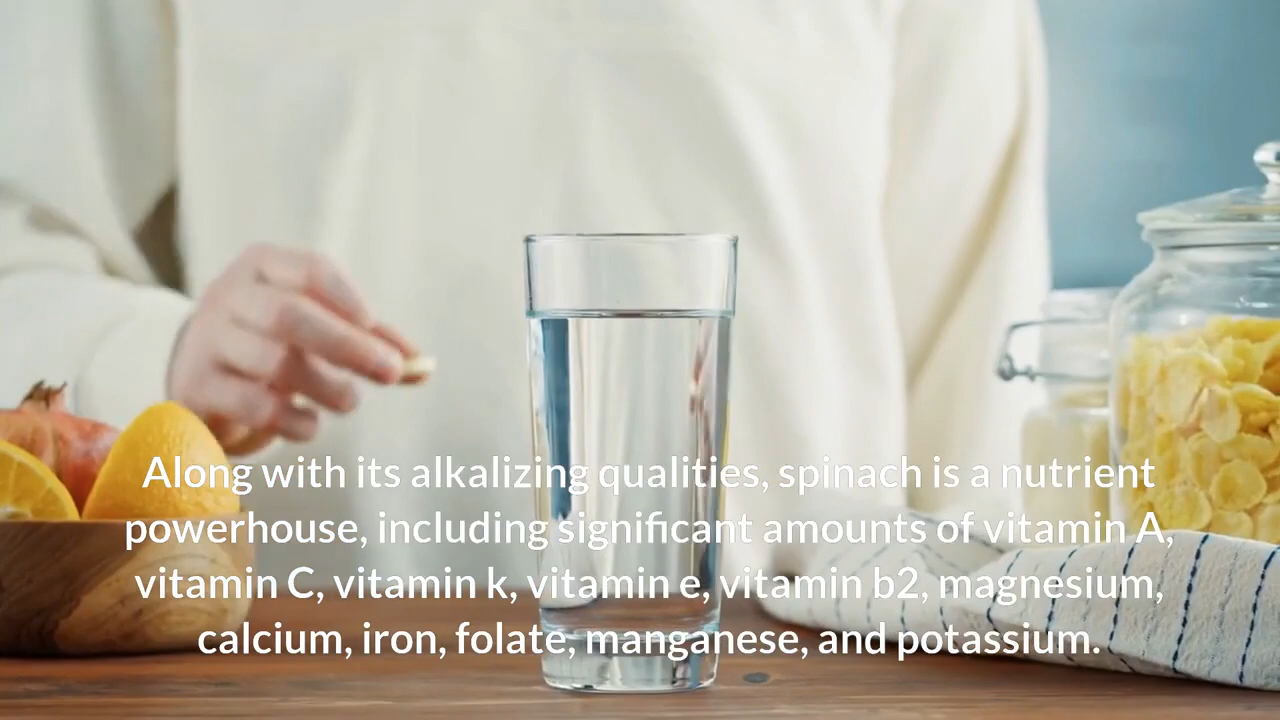 Along with its alkalizing qualities, spinach is a nutrient
powerhouse, including significant amounts of vitamin A,
vitamin C, vitamin k, vitamin e, vitamin b2, magnesium,
calcium, iron, folate, manganese, and potassium.